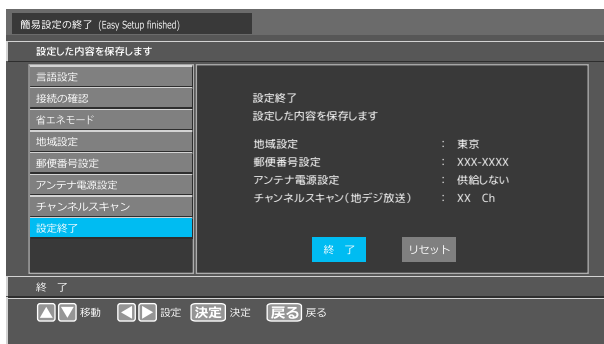 簡易設定の終了 (Easy Setup finished)
設定した内容を保存します
言語設定
接続の確認
省エネモード
地域設定
郵便番号設定
アンテナ電源設定
チャンネルスキャン
設定終了
設定終了
設定した内容を保存します
地域設定 : 東京
郵便番号設定 : XXX-XXXX
アンテナ電源設定 : 供給しない
チャンネルスキャン(地デジ放送) : XX Ch
終 了 リセット
終 了
▲▼移動 ◀▶設定 決定 決定 戻る 戻る